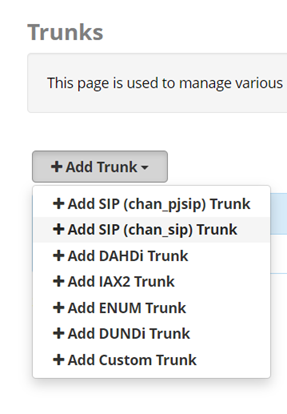 Trunks
This page is used to manage various
Add Trunk
Add SIP (chan_pjsip) Trunk
Add SIP (chan_sip) Trunk
Add DAHDi Trunk
Add IAX2 Trunk
Add ENUM Trunk
Add DUNDi Trunk
Add Custom Trunk